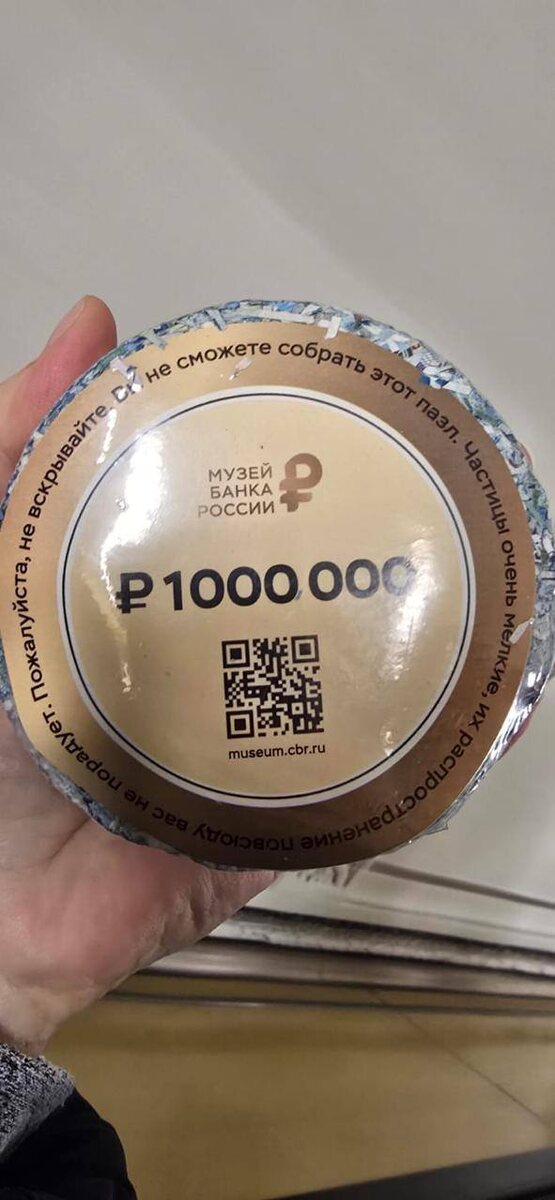 Пожалуйста, не вскрывайте. не сможете собрать этот пазл. Частицы очень мелкие, их распространение повсюду вас не порадует.
МУЗЕЙ
БАНКА
РОССИИ
₽ 1000 000
museum.cbr.ru